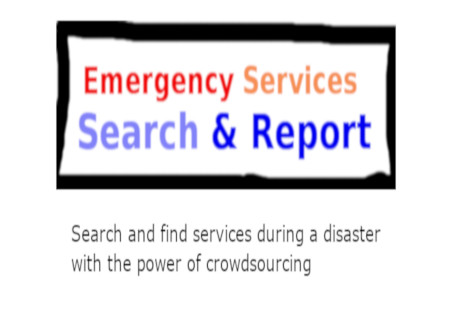 Emergency Services
Search & Report
Search and find services during a disaster
with the power of crowdsourcing